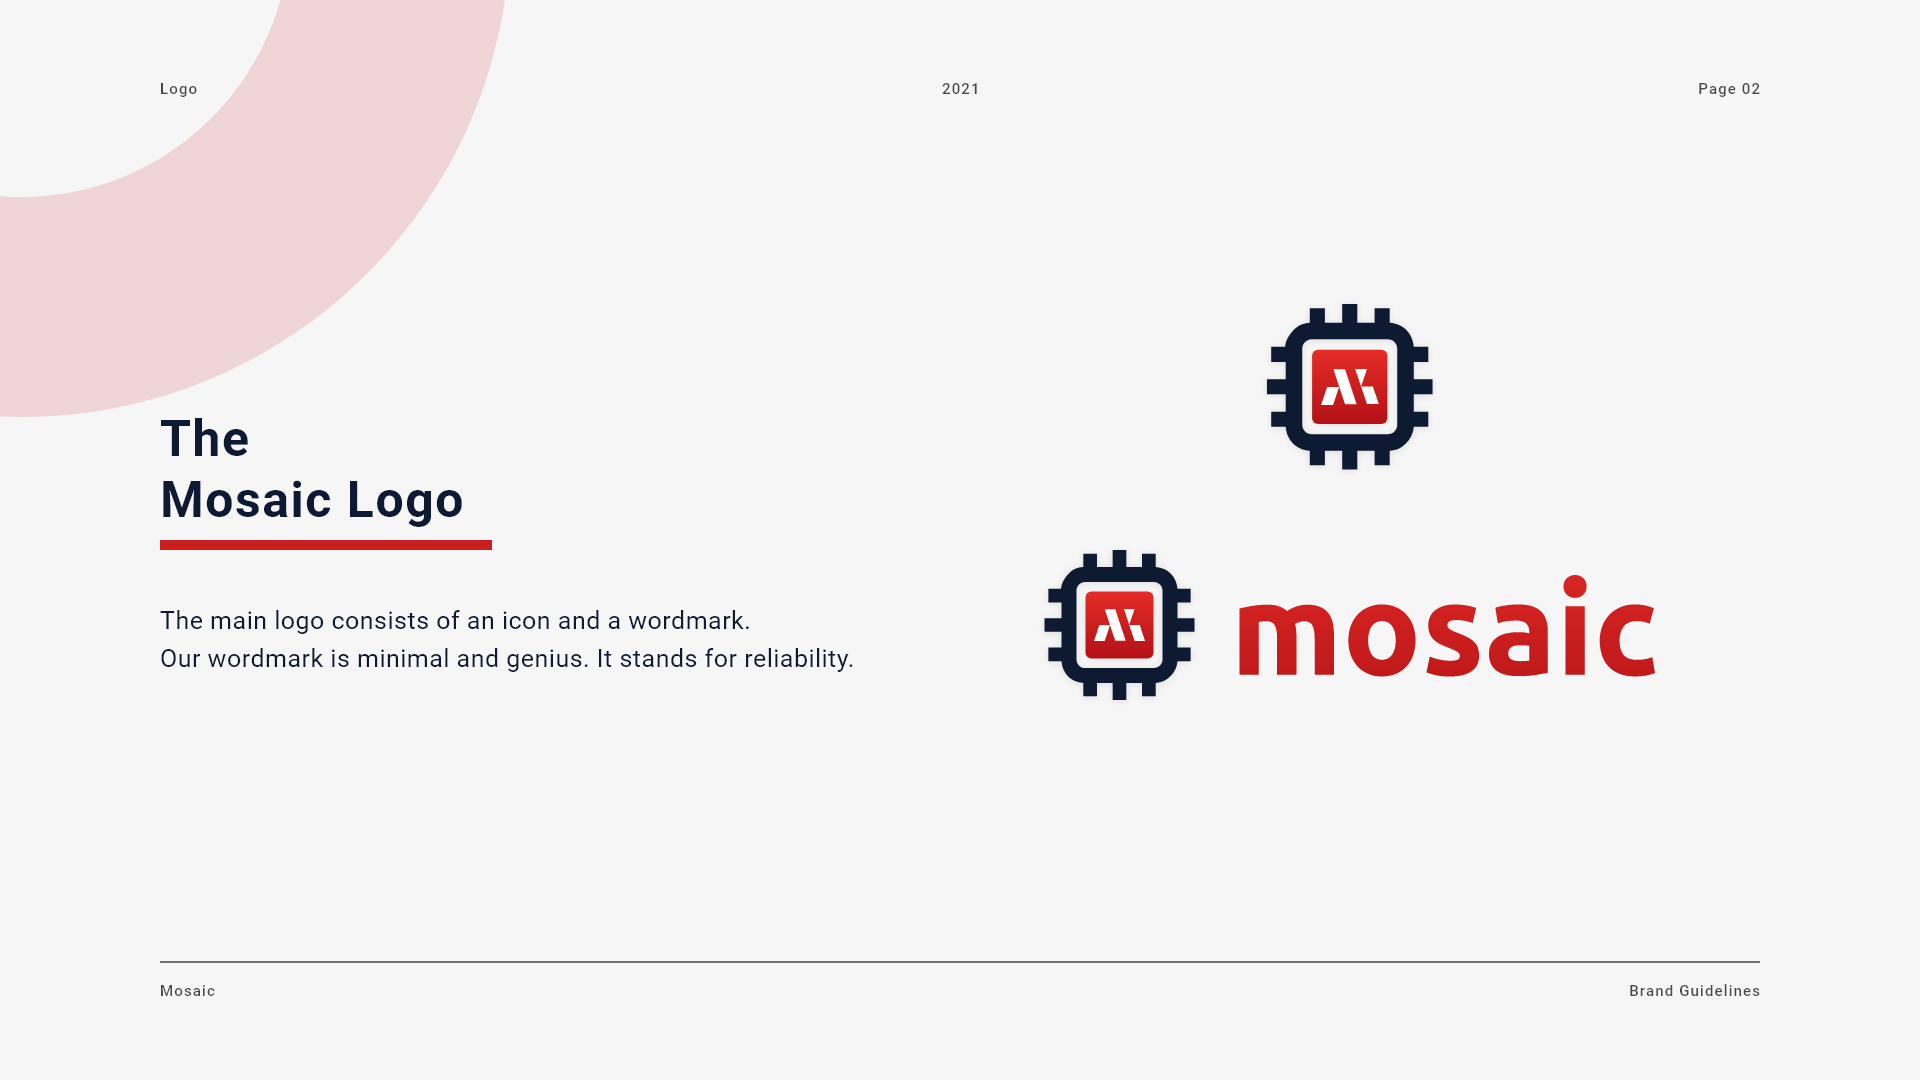 Logo
2021
Page 02
The
Mosaic Logo
The main logo consists of an icon and a wordmark.
Our wordmark is minimal and genius. It stands for reliability.
mosaic
Mosaic
Brand Guidelines